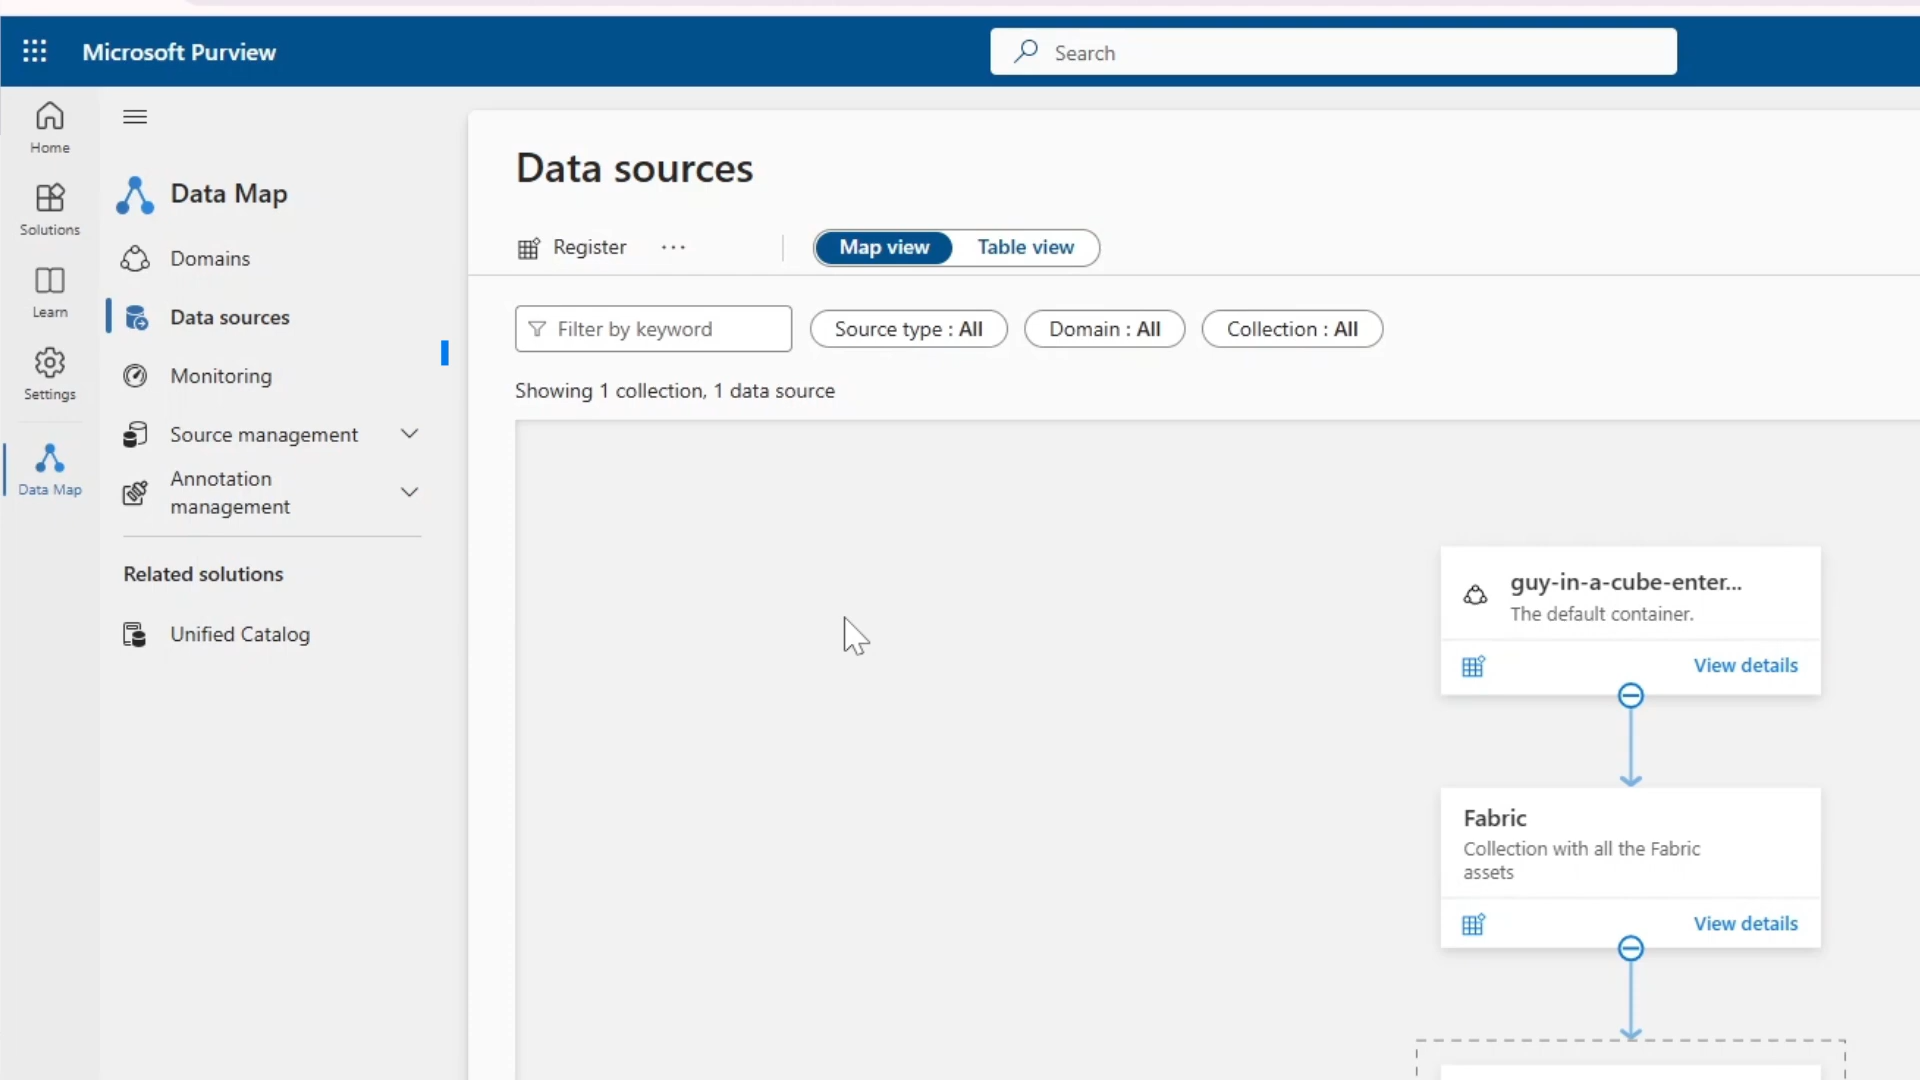 Microsoft Purview
Search
Home
Solutions
Learn
Settings
Data Map
Data Map
Domains
Data sources
Monitoring
Source management
Annotation
management
Related solutions
Unified Catalog
Data sources
Register
Map view
Table view
Filter by keyword
Source type : All
Domain : All
Collection : All
Showing 1 collection, 1 data source
guy-in-a-cube-enter...
The default container.
View details
Fabric
Collection with all the Fabric
assets
View details